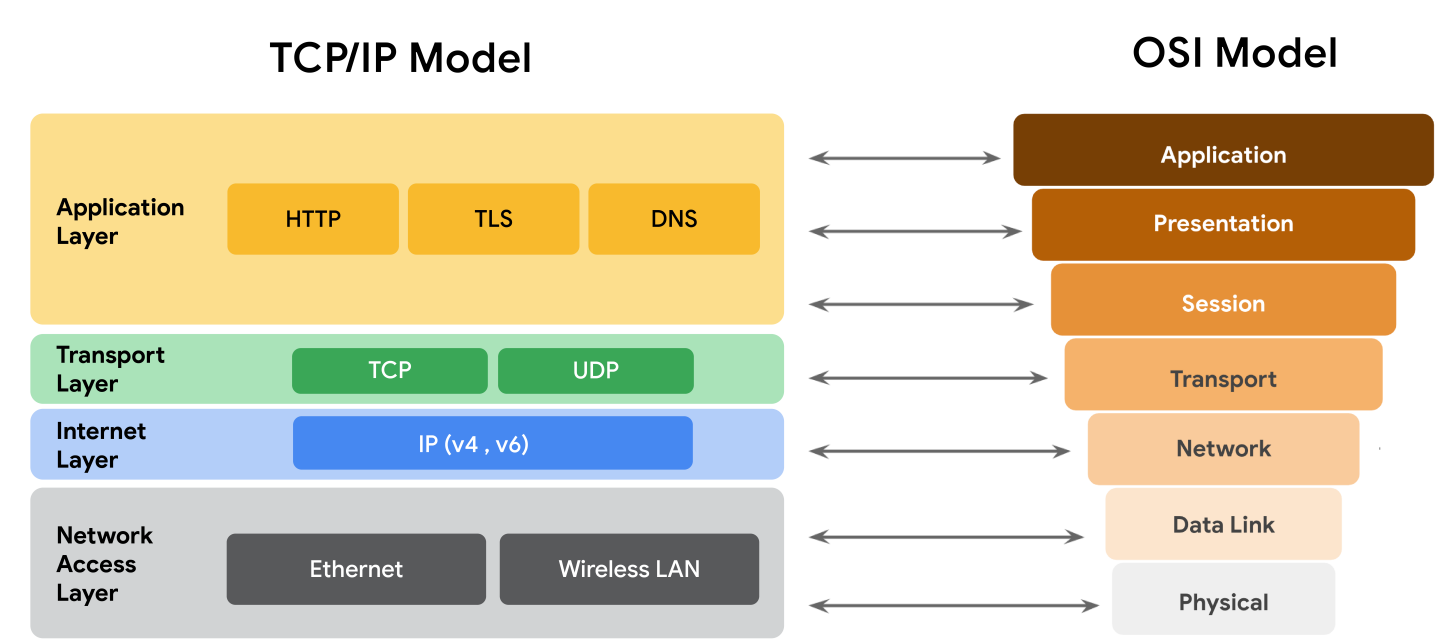 TCP/IP Model
OSI Model
Application
Layer
HTTP
TLS
DNS
Transport
Layer
TCP
UDP
Internet
Layer
IP (v4 , v6)
Network
Access
Layer
Ethernet
Wireless LAN
Application
Presentation
Session
Transport
Network
Data Link
Physical